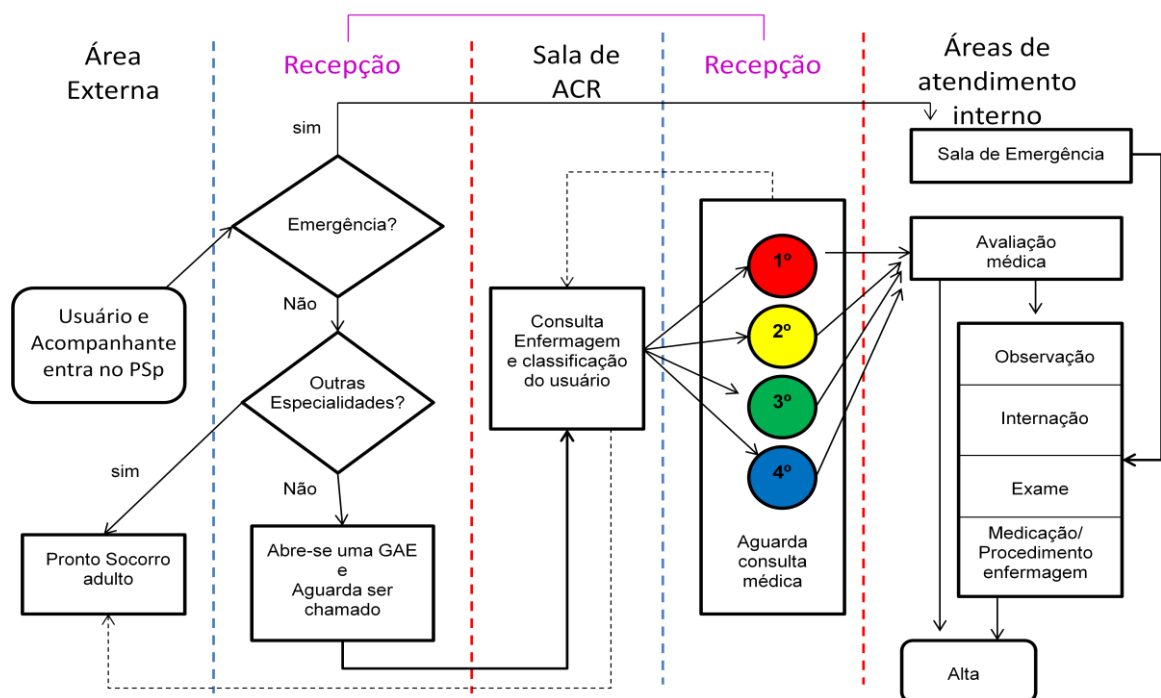 Área
Externa
Recepção
Sala de
ACR
Recepção
Áreas de
atendimento
interno
sim
Sala de Emergência
Emergência?
1º
Avaliação
médica
Não
Usuário e
Acompanhante
entra no PSp
Consulta
Enfermagem
e classificação
do usuário
2º
Observação
Outras
Especialidades?
3º
Internação
sim
4º
Não
Exame
Pronto Socorro
adulto
Abre-se uma GAE
e
Aguarda ser
chamado
Aguarda
consulta
médica
Medicação/
Procedimento
enfermagem
Alta